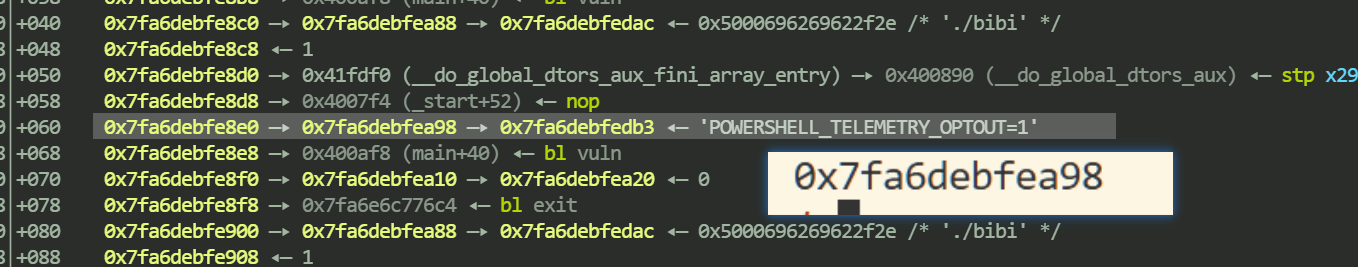 +040 0x7fa6debfe8c0 —▸ 0x7fa6debfea88 —▸ 0x7fa6debfedac ◂— 0x5000696269622f2e /* './bibi' */
+048 0x7fa6debfe8c8 ◂— 1
+050 0x7fa6debfe8d0 —▸ 0x41fdf0 (__do_global_dtors_aux_fini_array_entry) —▸ 0x400890 (__do_global_dtors_aux) ◂— stp x29
+058 0x7fa6debfe8d8 —▸ 0x4007f4 (_start+52) ◂— nop
+060 0x7fa6debfe8e0 —▸ 0x7fa6debfea98 —▸ 0x7fa6debfedb3 ◂— 'POWERSHELL_TELEMETRY_OPTOUT=1'
+068 0x7fa6debfe8e8 —▸ 0x400af8 (main+40) ◂— bl vuln
+070 0x7fa6debfe8f0 —▸ 0x7fa6debfea10 —▸ 0x7fa6debfea20 ◂— 0
0x7fa6debfea98
+078 0x7fa6debfe8f8 —▸ 0x7fa6e6c776c4 ◂— bl exit
+080 0x7fa6debfe900 —▸ 0x7fa6debfea88 —▸ 0x7fa6debfedac ◂— 0x5000696269622f2e /* './bibi' */
+088 0x7fa6debfe908 ◂— 1